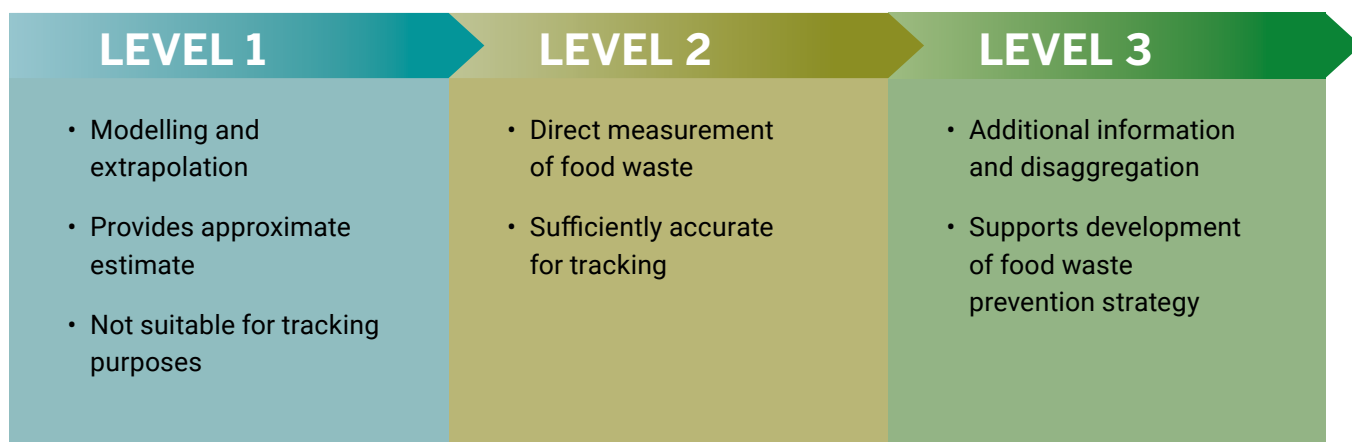 LEVEL 1
• Modelling and
extrapolation
• Provides approximate
estimate
• Not suitable for tracking
purposes
LEVEL 2
• Direct measurement
of food waste
• Sufficiently accurate
for tracking
LEVEL 3
• Additional information
and disaggregation
• Supports development
of food waste
prevention strategy